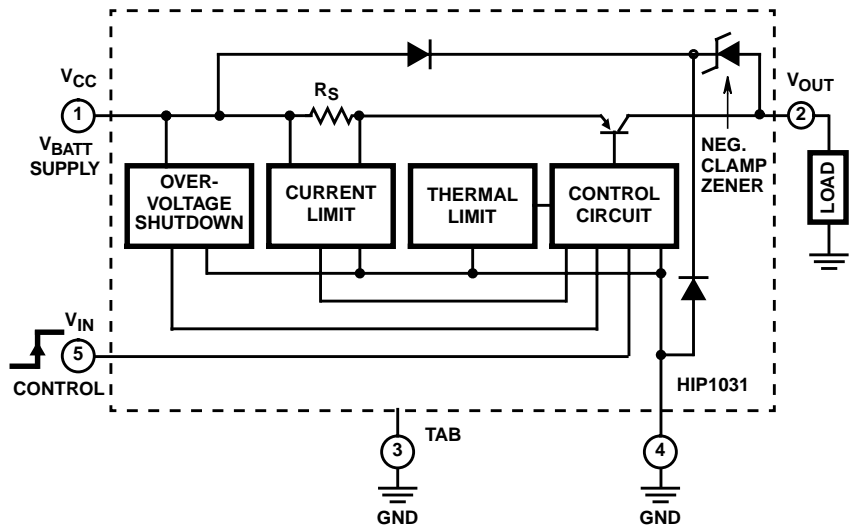 VCC
1
VBATT
SUPPLY
RS
VOUT
2
NEG.
CLAMP
ZENER
LOAD
OVER-
VOLTAGE
SHUTDOWN
CURRENT
LIMIT
THERMAL
LIMIT
CONTROL
CIRCUIT
VIN
5
CONTROL
HIP1031
TAB
3
4
GND
GND